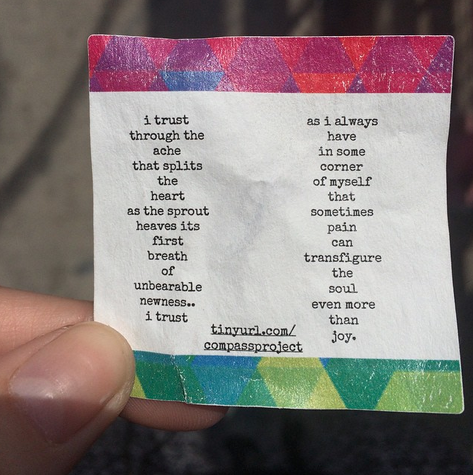 i trust
through the
ache
that splits
the
heart
as the sprout
heaves its
first
breath
of
unbearable
newness..
i trust
as i always
have
in some
corner
of myself
that
sometimes
pain
can
transfigure
the
soul
even more
than
joy.
tinyurl.com/
compassproject